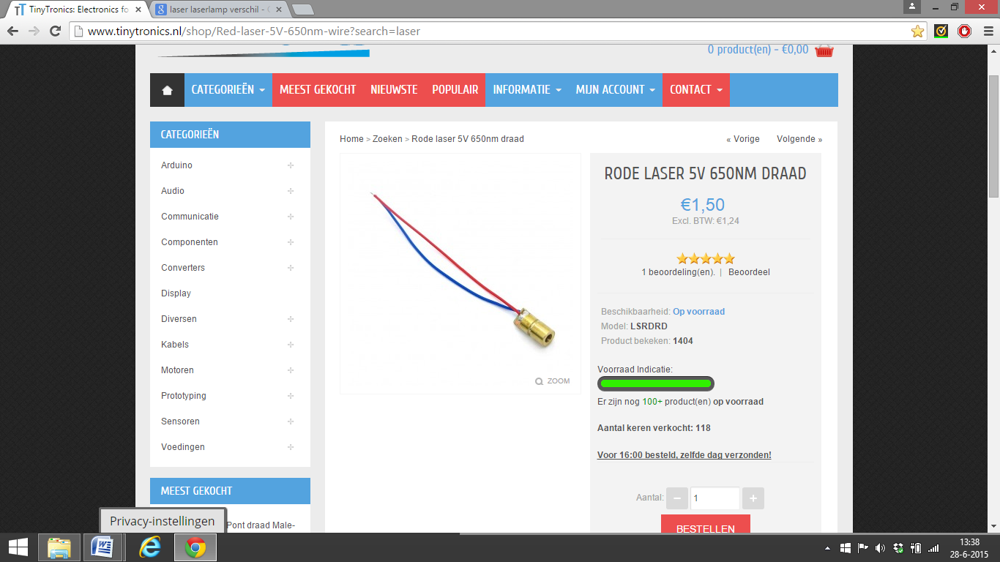 TinyTronics: Electronics fo
laser laserlamp verschil -
www.tinytronics.nl/shop/Red-laser-5V-650nm-wire?search=laser
0 product(en) - €0,00
CATEGORIEËN
MEEST GEKOCHT
NIEUWSTE
POPULAIR
INFORMATIE
MIJN ACCOUNT
CONTACT
CATEGORIEËN
Arduino
Audio
Communicatie
Componenten
Converters
Display
Diversen
Kabels
Motoren
Prototyping
Sensoren
Voedingen
MEEST GEKOCHT
Pont draad Male-
Privacy-instellingen
Home > Zoeken > Rode laser 5V 650nm draad
« Vorige
Volgende »
ZOOM
RODE LASER 5V 650NM DRAAD
€1,50
Excl. BTW: €1,24
1 beoordeling(en). | Beoordeel
Beschikbaarheid: Op voorraad
Model: LSRDRD
Product bekeken: 1404
Voorraad Indicatie:
Er zijn nog 100+ product(en) op voorraad
Aantal keren verkocht: 118
Voor 16:00 besteld, zelfde dag verzonden!
Aantal: − 1 +
BESTELLEN
13:38
28-6-2015